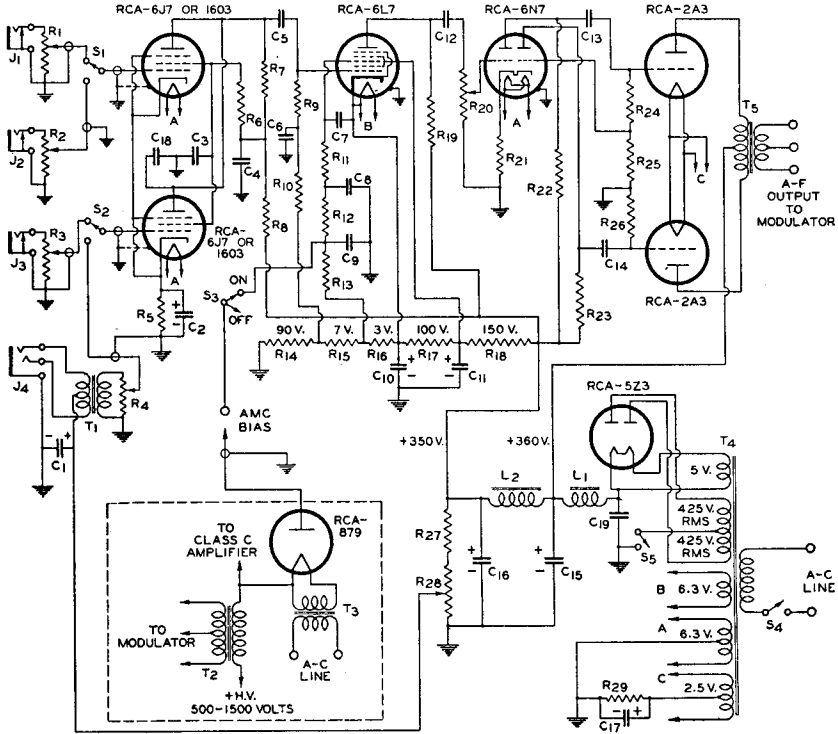 RCA-6J7 OR 1603
RCA-6L7
RCA-6N7
RCA-2A3
J1
R1
S1
C5
C12
C13
R7
R6
R9
C6
C4
A
B
A
C7
R11
R19
R20
R21
R22
R24
R25
R26
C
T5
A-F
OUTPUT
TO
MODULATOR
J2
R2
C18
C3
R10
C8
R12
C9
R13
C14
RCA-2A3
J3
R3
S2
RCA-
6J7 OR
1603
A
R8
R5
C2
S3
ON
OFF
R23
90 V.
7 V.
3 V.
100 V.
150 V.
R14
R15
R16
R17
R18
C10
C11
J4
T1
R4
C1
AMC
BIAS
+350V.
+360V.
RCA-5Z3
T4
L2
L1
5 V.
C19
S5
425 V.
RMS
425 V.
RMS
R27
R28
C16
C15
B
6.3 V.
A
6.3 V.
C
2.5 V.
A-C
LINE
S4
R29
C17
TO
CLASS C
AMPLIFIER
RCA-
879
T3
TO
MODULATOR
T2
A-C
LINE
+H.V.
500-1500 VOLTS